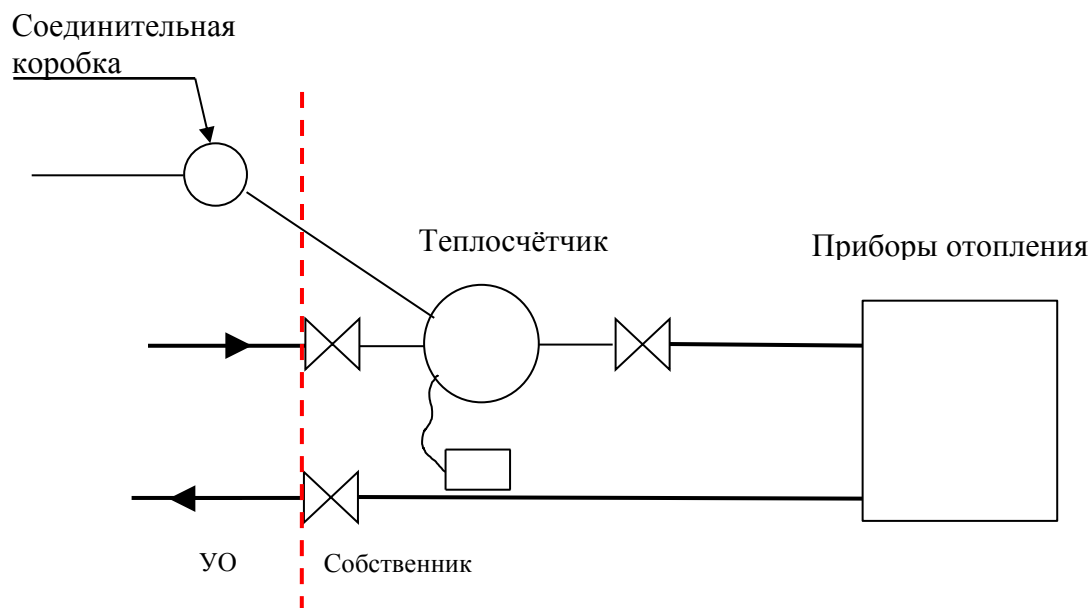 Соединительная
коробка
Теплосчётчик
Приборы отопления
УО
Собственник